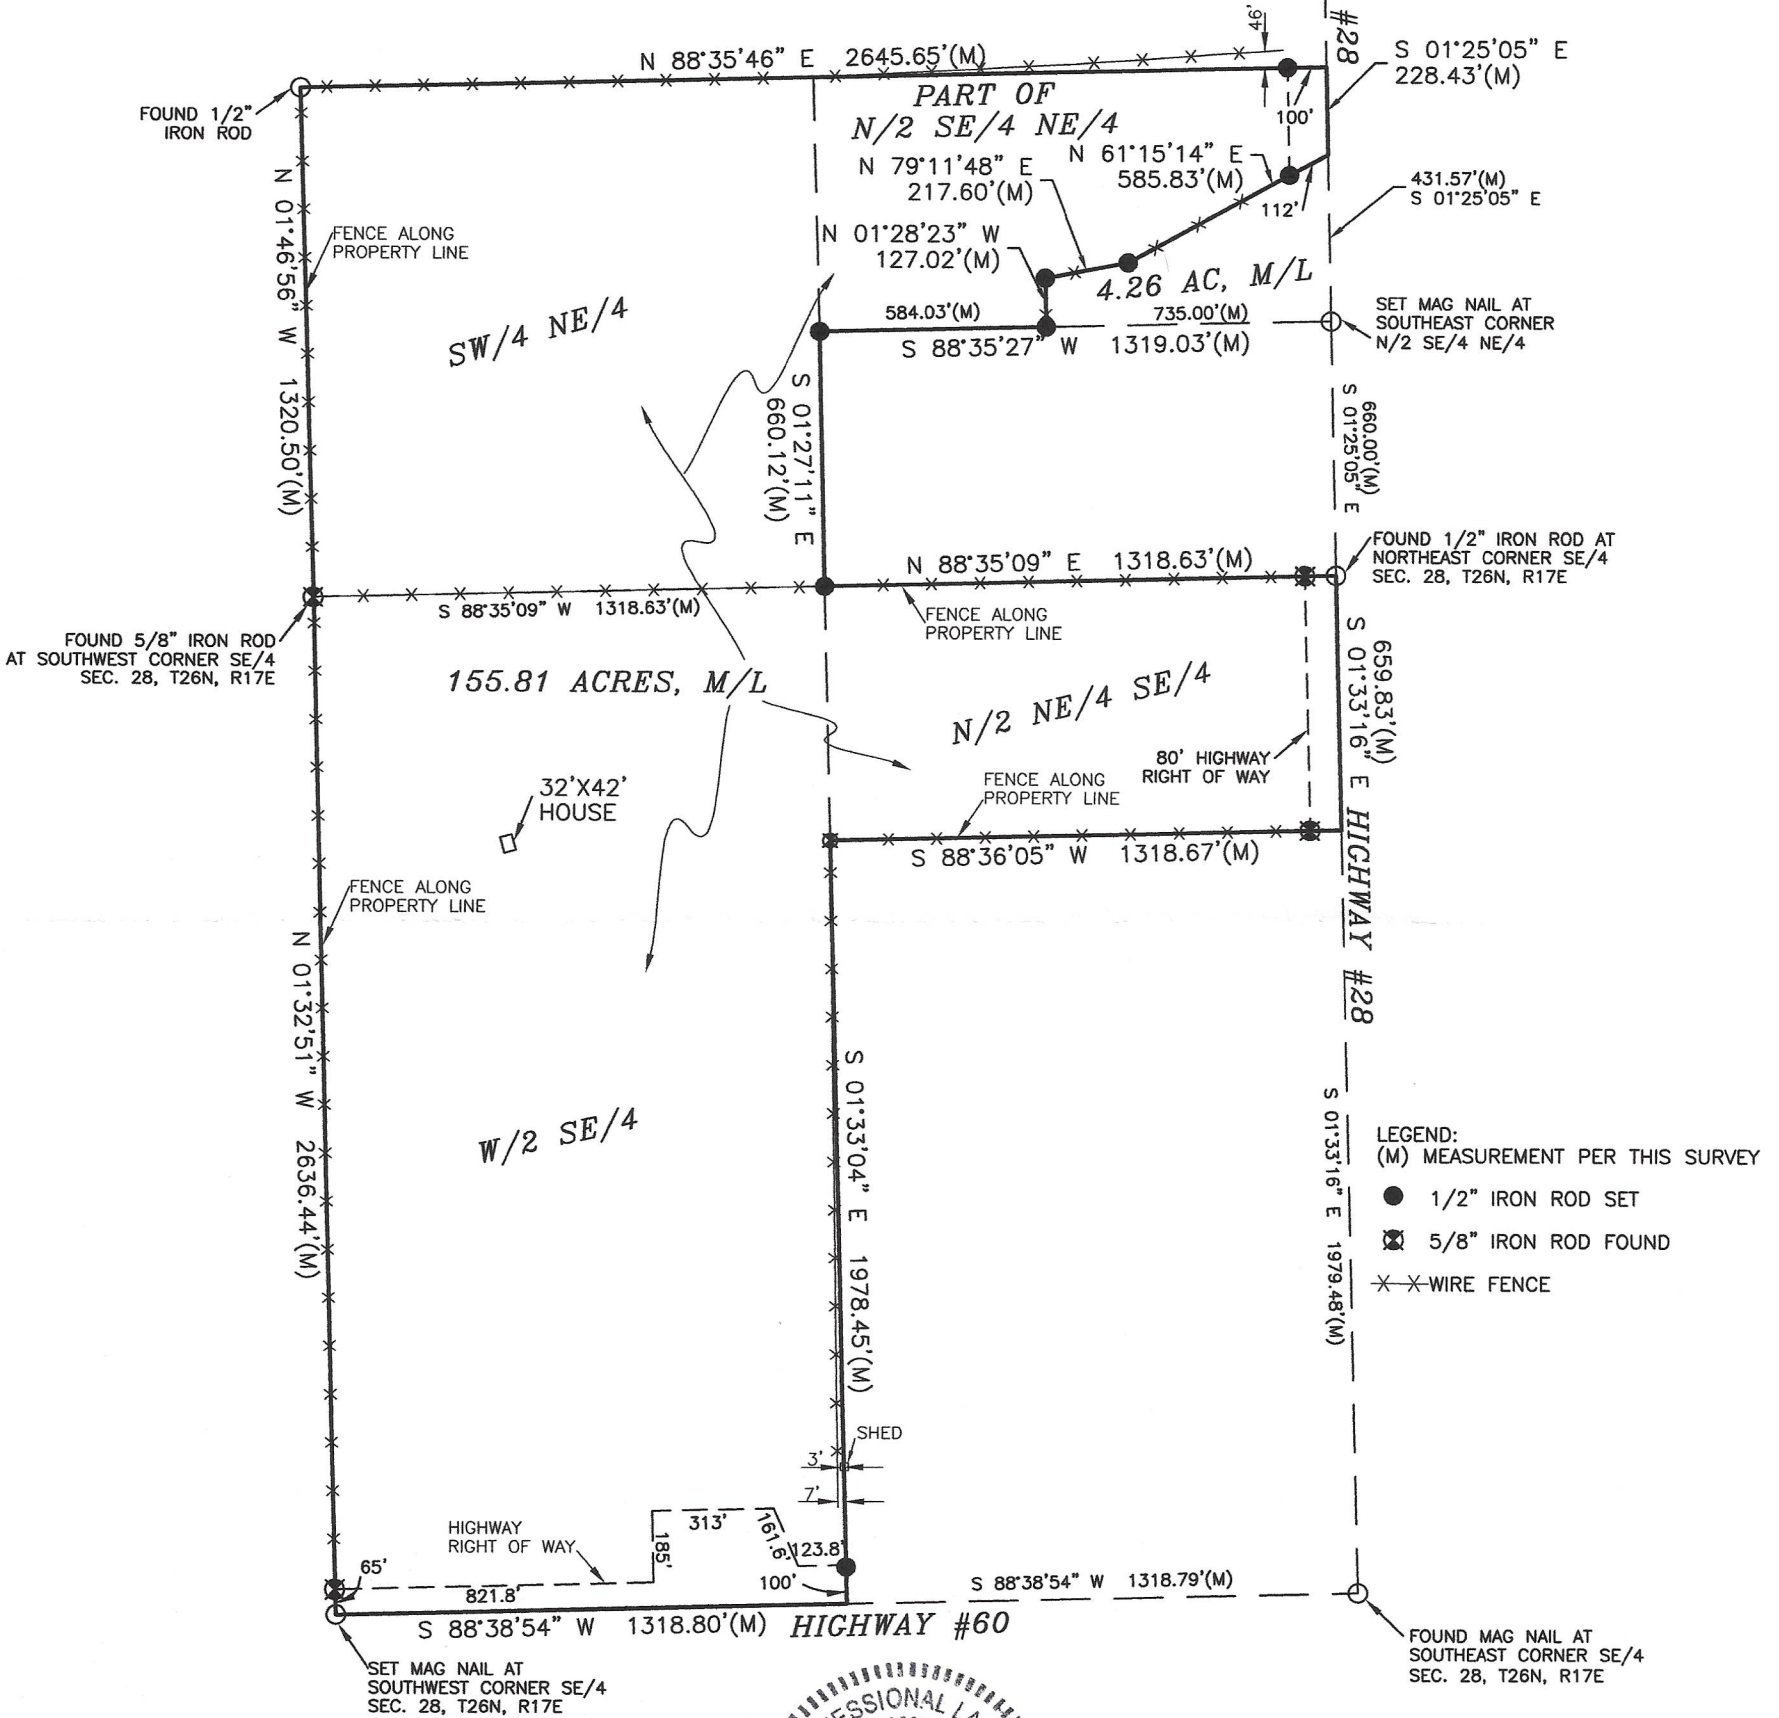 46'
#28
N 88°35'46" E 2645.65'(M)
S 01°25'05" E
228.43'(M)
FOUND 1/2"
IRON ROD
PART OF
N/2 SE/4 NE/4
100'
N 79°11'48" E
217.60'(M)
N 61°15'14" E
585.83'(M)
112'
431.57'(M)
S 01°25'05" E
N 01°46'56" W 1320.50'(M)
FENCE ALONG
PROPERTY LINE
N 01°28'23" W
127.02'(M)
4.26 AC, M/L
SW/4 NE/4
584.03'(M)
735.00'(M)
S 88°35'27" W 1319.03'(M)
SET MAG NAIL AT
SOUTHEAST CORNER
N/2 SE/4 NE/4
S 01°27'11" E
660.12'(M)
660.00'(M)
S 01°25'05" E
N 88°35'09" E 1318.63'(M)
FOUND 1/2" IRON ROD AT
NORTHEAST CORNER SE/4
SEC. 28, T26N, R17E
S 88°35'09" W 1318.63'(M)
FENCE ALONG
PROPERTY LINE
FOUND 5/8" IRON ROD
AT SOUTHWEST CORNER SE/4
SEC. 28, T26N, R17E
155.81 ACRES, M/L
N/2 NE/4 SE/4
659.83'(M)
S 01°33'16" E
80' HIGHWAY
RIGHT OF WAY
32'X42'
HOUSE
FENCE ALONG
PROPERTY LINE
S 88°36'05" W 1318.67'(M)
HIGHWAY #28
FENCE ALONG
PROPERTY LINE
N 01°32'51" W 2636.44'(M)
W/2 SE/4
S 01°33'04" E 1978.45'(M)
S 01°33'16" E 1979.48'(M)
LEGEND:
(M) MEASUREMENT PER THIS SURVEY
1/2" IRON ROD SET
5/8" IRON ROD FOUND
WIRE FENCE
SHED
3'
7'
HIGHWAY
RIGHT OF WAY
313'
185'
161.6'
123.8'
65'
821.8'
100'
S 88°38'54" W 1318.79'(M)
S 88°38'54" W 1318.80'(M)
HIGHWAY #60
SET MAG NAIL AT
SOUTHWEST CORNER SE/4
SEC. 28, T26N, R17E
FOUND MAG NAIL AT
SOUTHEAST CORNER SE/4
SEC. 28, T26N, R17E